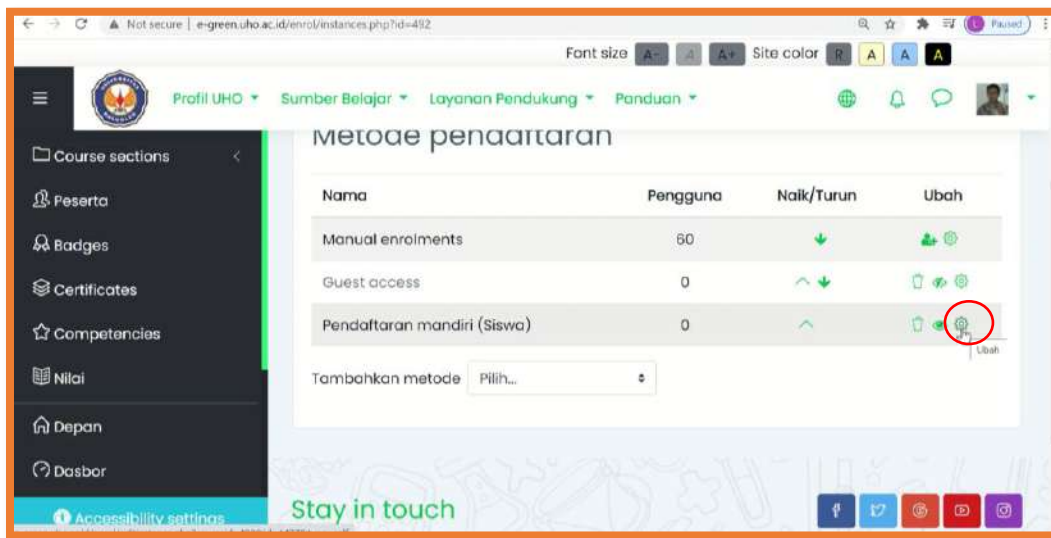 Not secure | e-green.uho.ac.id/enrol/instances.php?id=492
Paused
Font size A- A A+ Site color R A A A
Profil UHO Sumber Belajar Layanan Pendukung Panduan
Metode pendaftaran
Course sections
Peserta
Badges
Certificates
Competencies
Nilai
Depan
Dasbor
Accessibility settings
Nama Pengguna Naik/Turun Ubah
Manual enrolments 60
Guest access 0
Pendaftaran mandiri (Siswa) 0
Ubah
Tambahkan metode Pilih...
Stay in touch